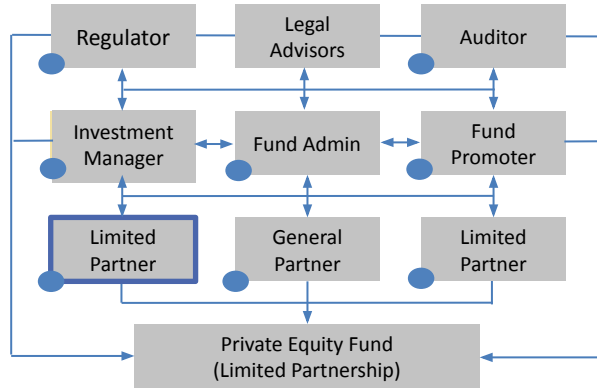 Regulator
Legal
Advisors
Auditor
Investment
Manager
Fund Admin
Fund
Promoter
Limited
Partner
General
Partner
Limited
Partner
Private Equity Fund
(Limited Partnership)